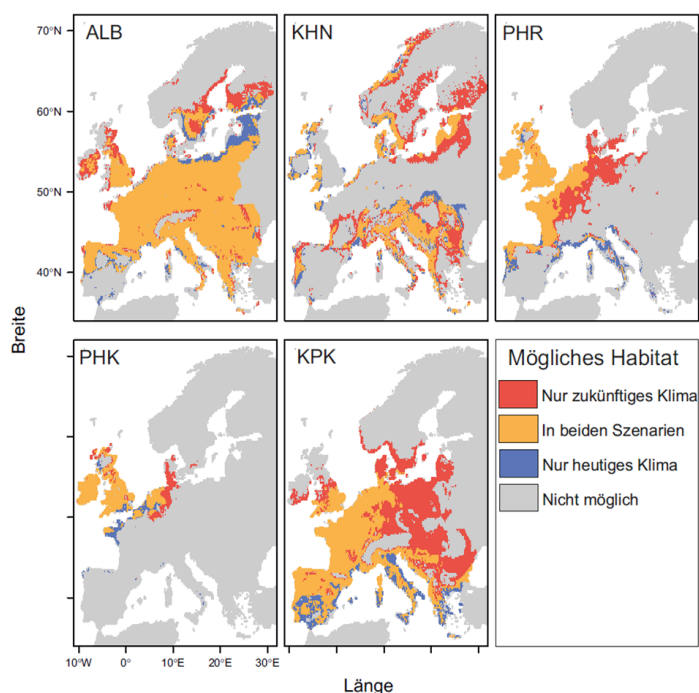 ALB
KHN
PHR
70°N
60°N
50°N
40°N
Breite
PHK
KPK
Mögliches Habitat
Nur zukünftiges Klima
In beiden Szenarien
Nur heutiges Klima
Nicht möglich
10°W 0° 10°E 20°E 30°E
Länge